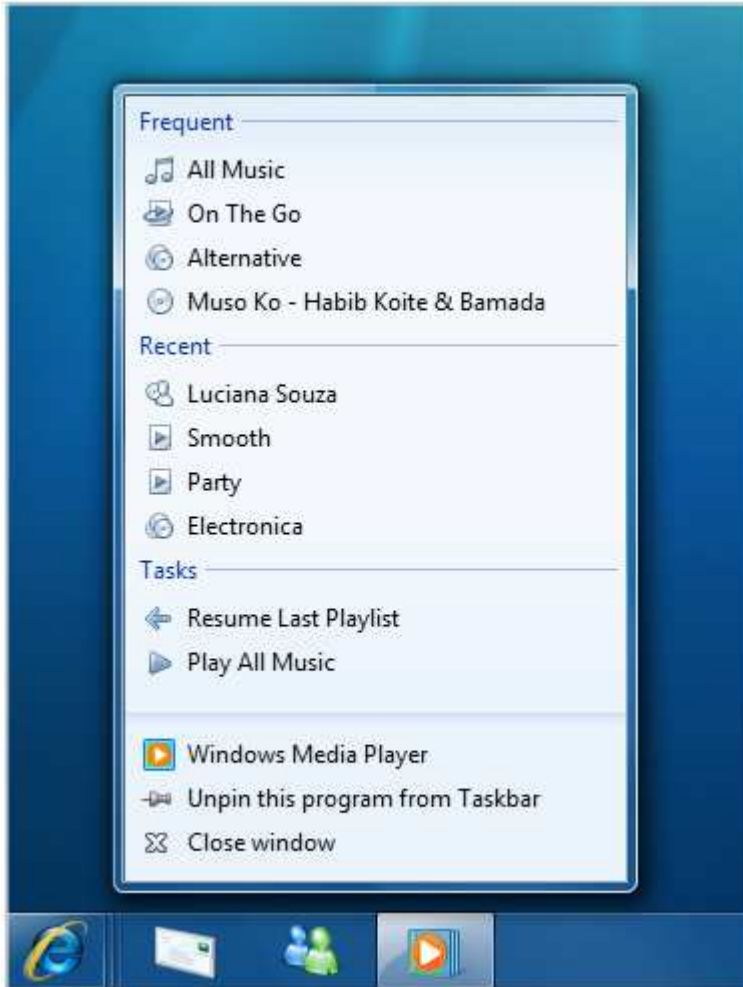 Frequent
All Music
On The Go
Alternative
Muso Ko - Habib Koite & Bamada
Recent
Luciana Souza
Smooth
Party
Electronica
Tasks
Resume Last Playlist
Play All Music
Windows Media Player
Unpin this program from Taskbar
Close window